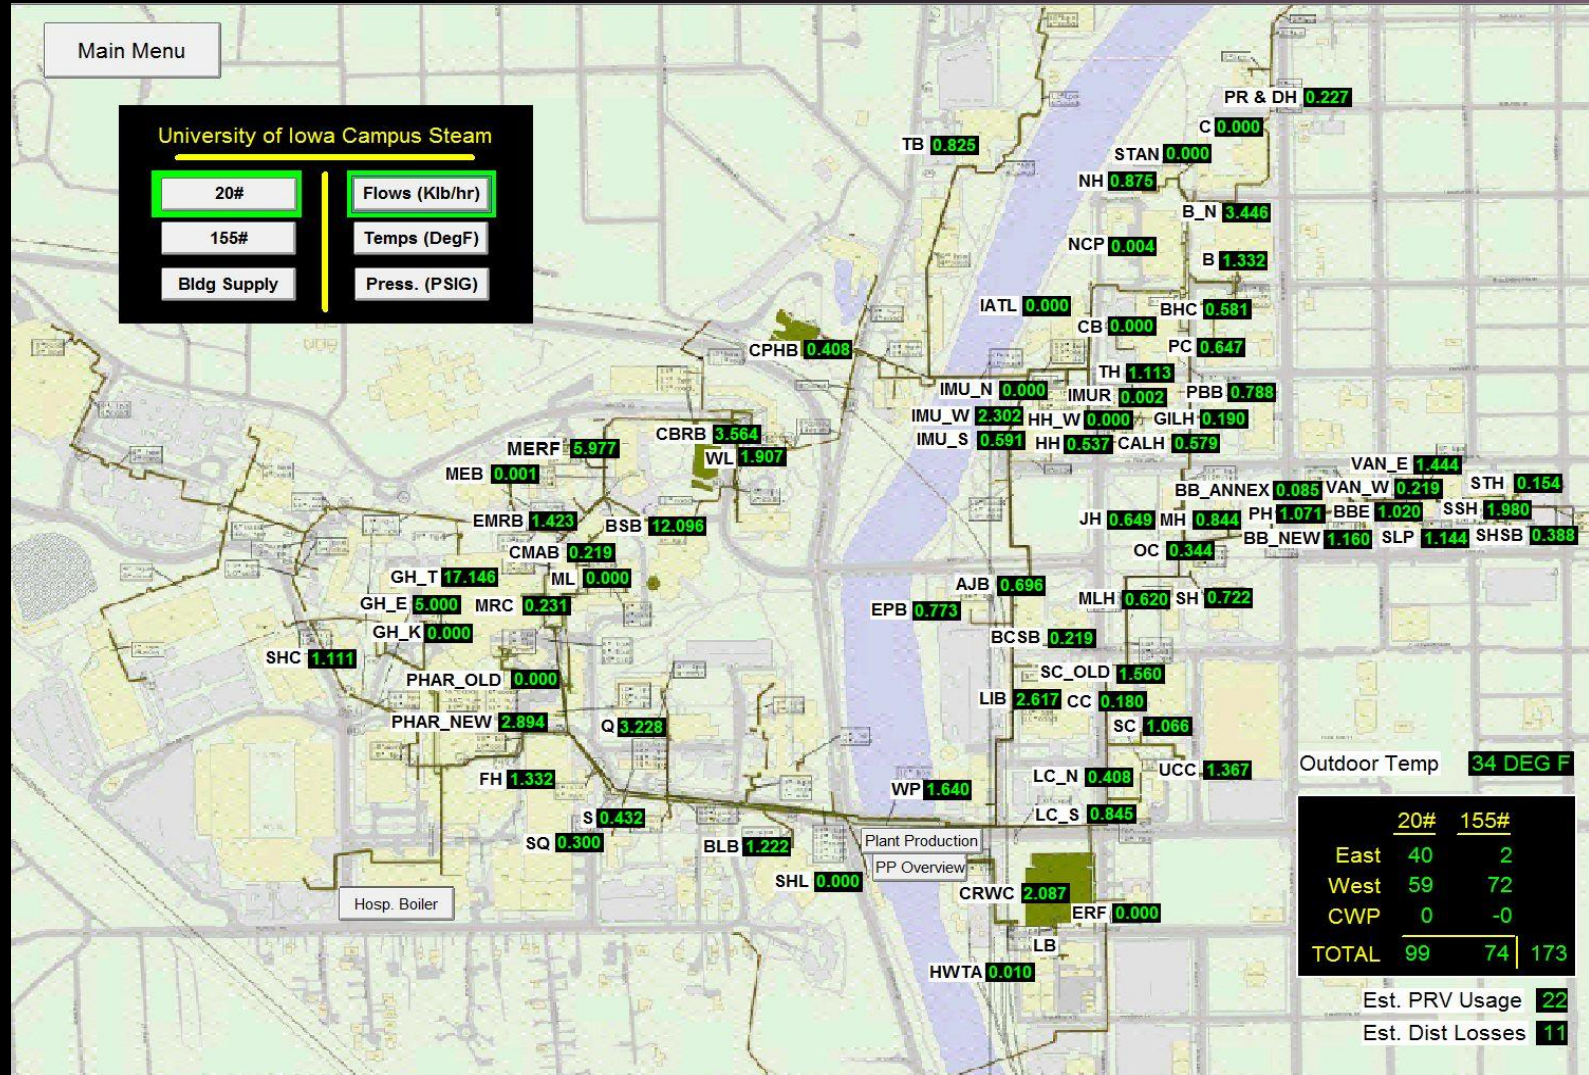 Main Menu
University of Iowa Campus Steam
20# Flows (Klb/hr)
155# Temps (DegF)
Bldg Supply Press. (PSIG)
PR & DH 0.227
C 0.000
TB 0.825
STAN 0.000
NH 0.875
B_N 3.446
NCP 0.004
B 1.332
IATL 0.000
BHC 0.581
CB 0.000
CPHB 0.408
PC 0.647
TH 1.113
IMU_N 0.000
IMUR 0.002
PBB 0.788
IMU_W 2.302
HH_W 0.000
GILH 0.190
CBRB 3.564
IMU_S 0.591
HH 0.537
CALH 0.579
MERF 5.977
WL 1.907
VAN_E 1.444
MEB 0.001
BB_ANNEX 0.085
VAN_W 0.219
STH 0.154
EMRB 1.423
BSB 12.096
JH 0.649
MH 0.844
PH 1.071
BBE 1.020
SSH 1.980
CMAB 0.219
OC 0.344
BB_NEW 1.160
SLP 1.144
SHSB 0.388
GH_T 17.146
ML 0.000
AJB 0.696
GH_E 5.000
MRC 0.231
EPB 0.773
MLH 0.620
SH 0.722
GH_K 0.000
BCSB 0.219
SHC 1.111
PHAR_OLD 0.000
SC_OLD 1.560
LIB 2.617
CC 0.180
PHAR_NEW 2.894
Q 3.228
SC 1.066
FH 1.332
WP 1.640
LC_N 0.408
UCC 1.367
Outdoor Temp 34 DEG F
S 0.432
LC_S 0.845
SQ 0.300
BLB 1.222
Plant Production
PP Overview
SHL 0.000
CRWC 2.087
Hosp. Boiler
ERF 0.000
LB
HWTA 0.010
20# 155#
East 40 2
West 59 72
CWP 0 -0
TOTAL 99 74 173
Est. PRV Usage 22
Est. Dist Losses 11